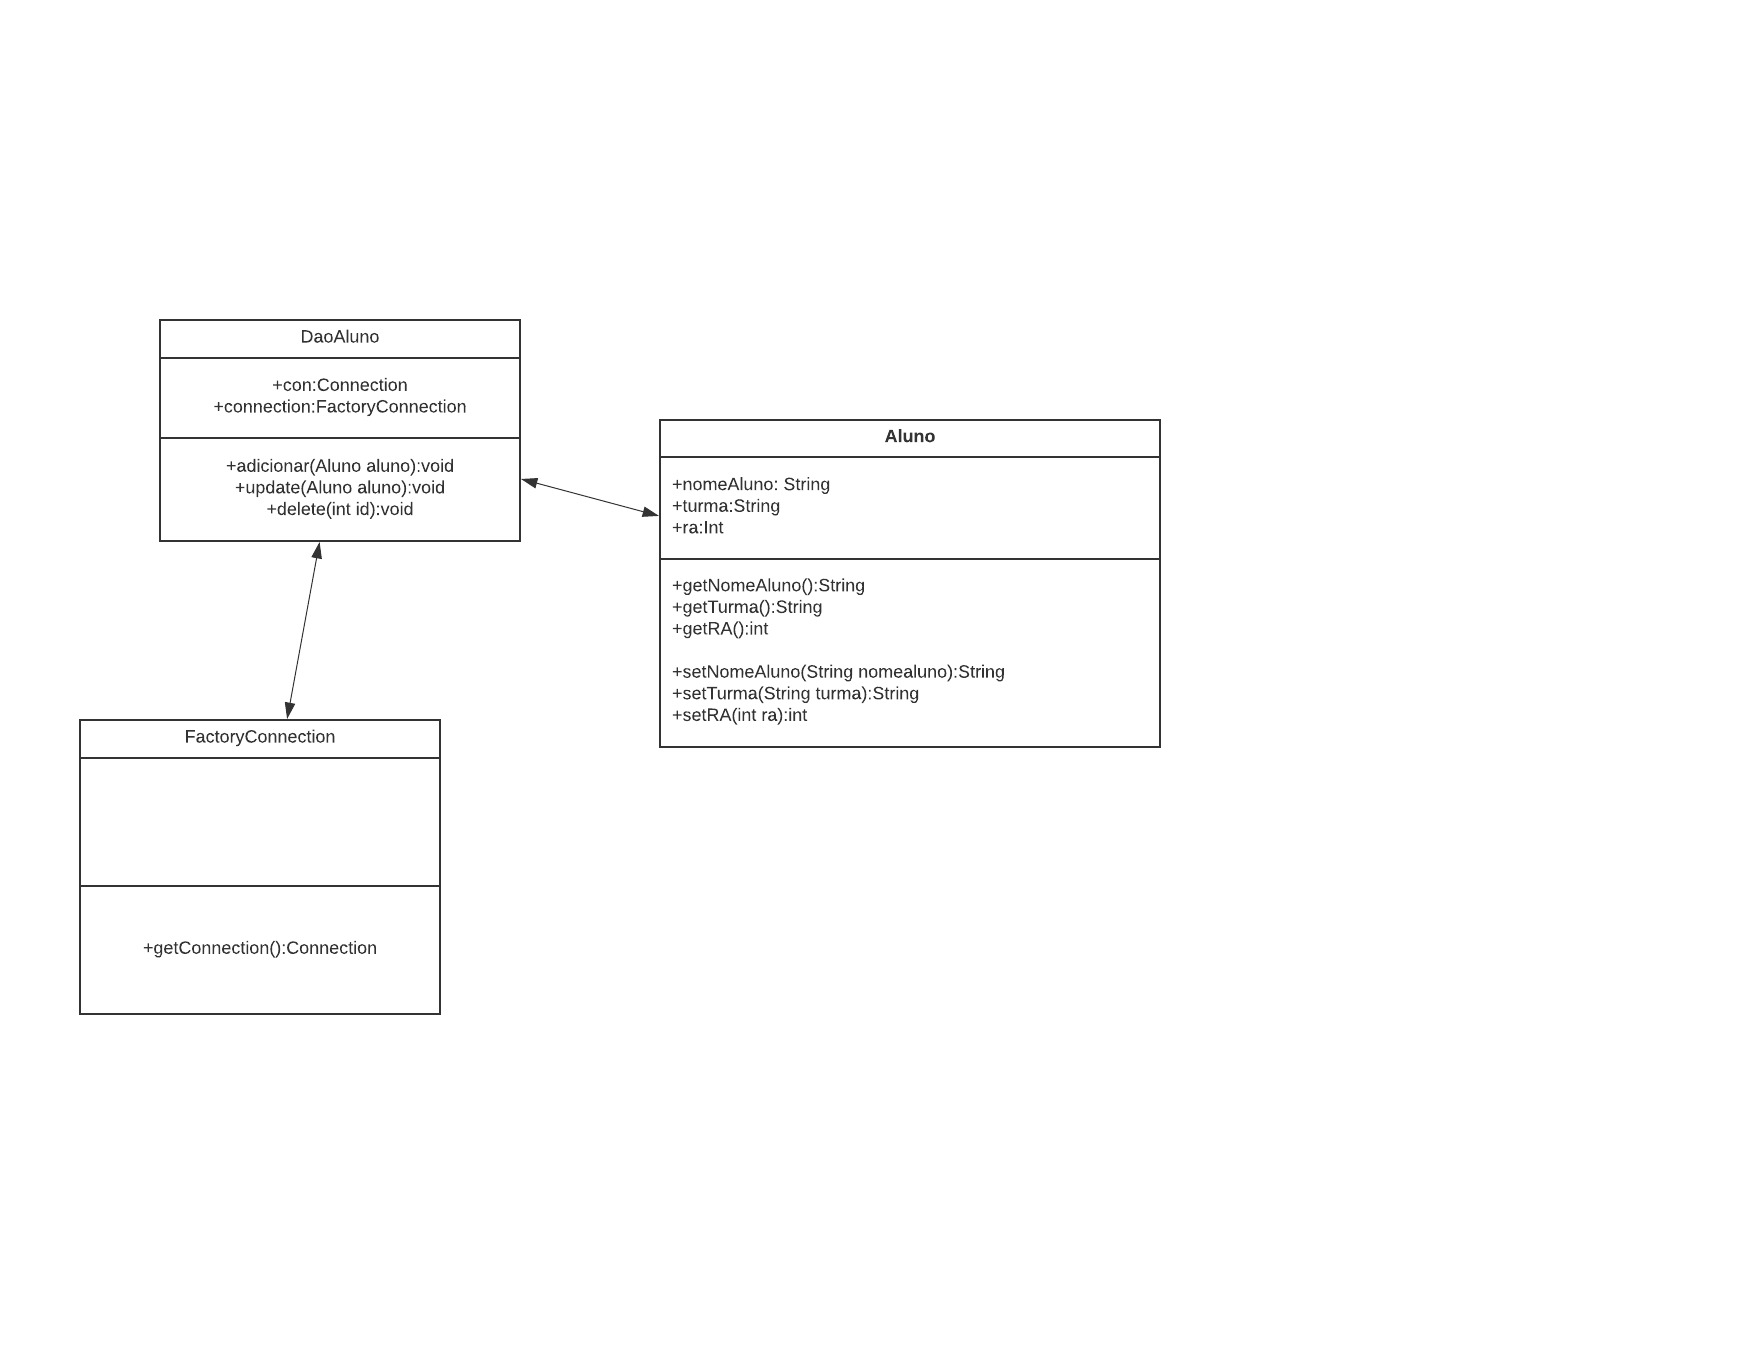 DaoAluno
+con:Connection
+connection:FactoryConnection
+adicionar(Aluno aluno):void
+update(Aluno aluno):void
+delete(int id):void
Aluno
+nomeAluno: String
+turma:String
+ra:Int
+getNomeAluno():String
+getTurma():String
+getRA():int
+setNomeAluno(String nomealuno):String
+setTurma(String turma):String
+setRA(int ra):int
FactoryConnection
+getConnection():Connection